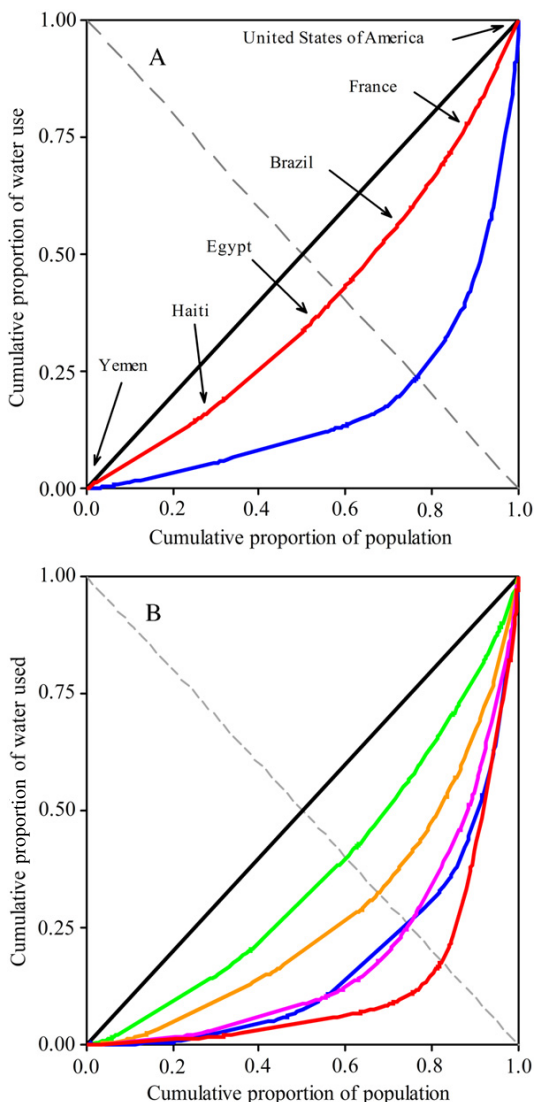 1.00
A
United States of America
France
0.75
Brazil
0.50
Egypt
Haiti
0.25
Yemen
0.00
0.0 0.2 0.4 0.6 0.8 1.0
Cumulative proportion of population
Cumulative proportion of water use
1.00
B
0.75
0.50
0.25
0.00
0.0 0.2 0.4 0.6 0.8 1.0
Cumulative proportion of population
Cumulative proportion of water used